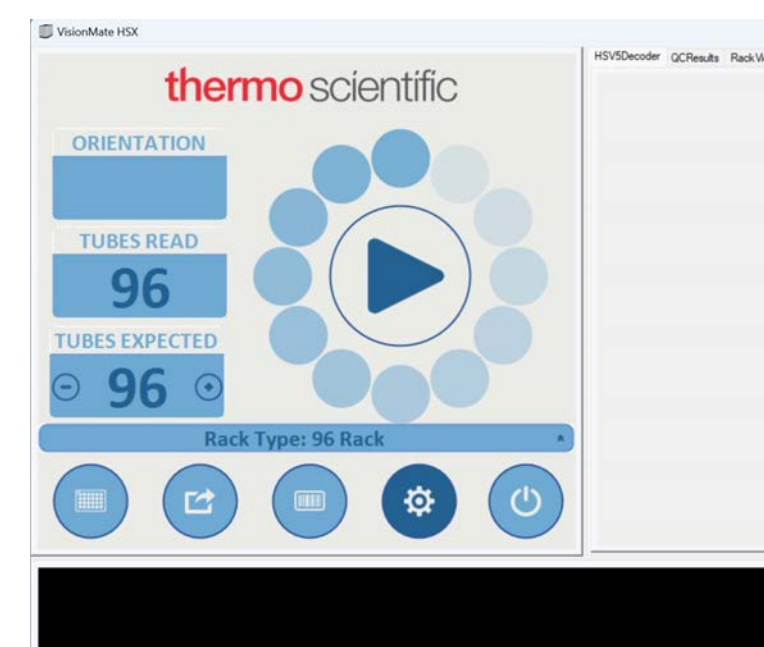 VisionMate HSX
HSV5Decoder QCResults
thermo scientific
ORIENTATION
TUBES READ
96
TUBES EXPECTED
96
Rack Type: 96 Rack